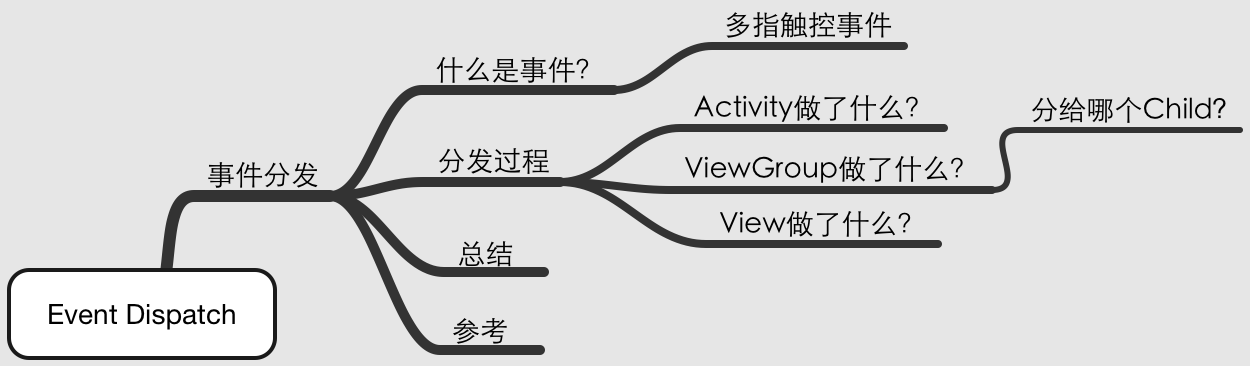 多指触控事件
什么是事件?
Activity做了什么?
分给哪个Child?
分发过程
ViewGroup做了什么?
事件分发
View做了什么?
总结
Event Dispatch
参考